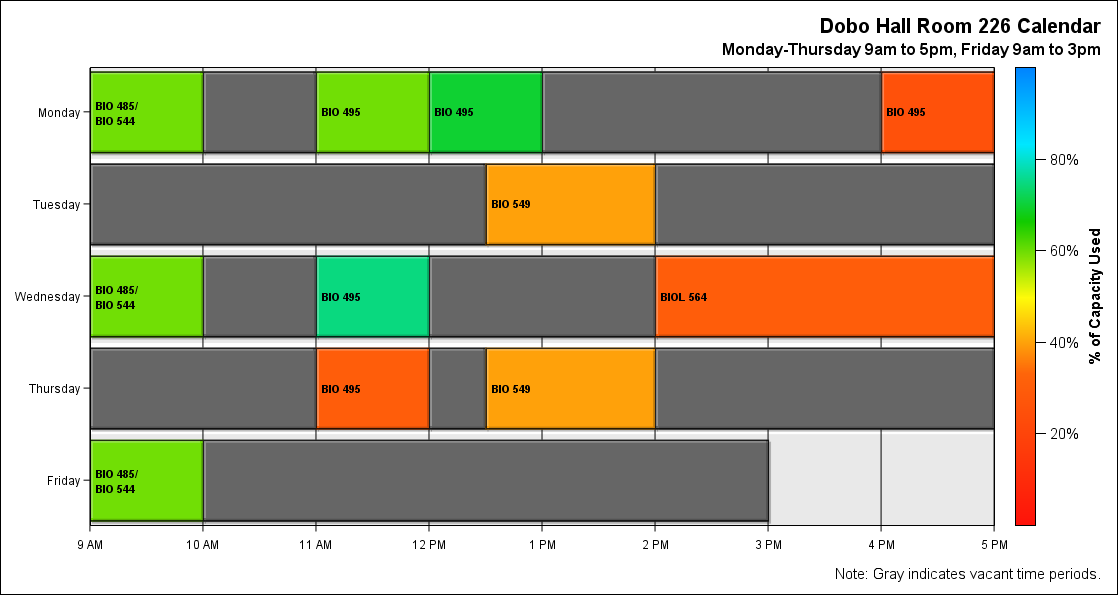 Dobo Hall Room 226 Calendar
Monday-Thursday 9am to 5pm, Friday 9am to 3pm
Monday
BIO 485/
BIO 544
BIO 495
BIO 495
BIO 495
Tuesday
BIO 549
Wednesday
BIO 485/
BIO 544
BIO 495
BIOL 564
Thursday
BIO 495
BIO 549
Friday
BIO 485/
BIO 544
9 AM
10 AM
11 AM
12 PM
1 PM
2 PM
3 PM
4 PM
5 PM
80%
60%
40%
20%
% of Capacity Used
Note: Gray indicates vacant time periods.